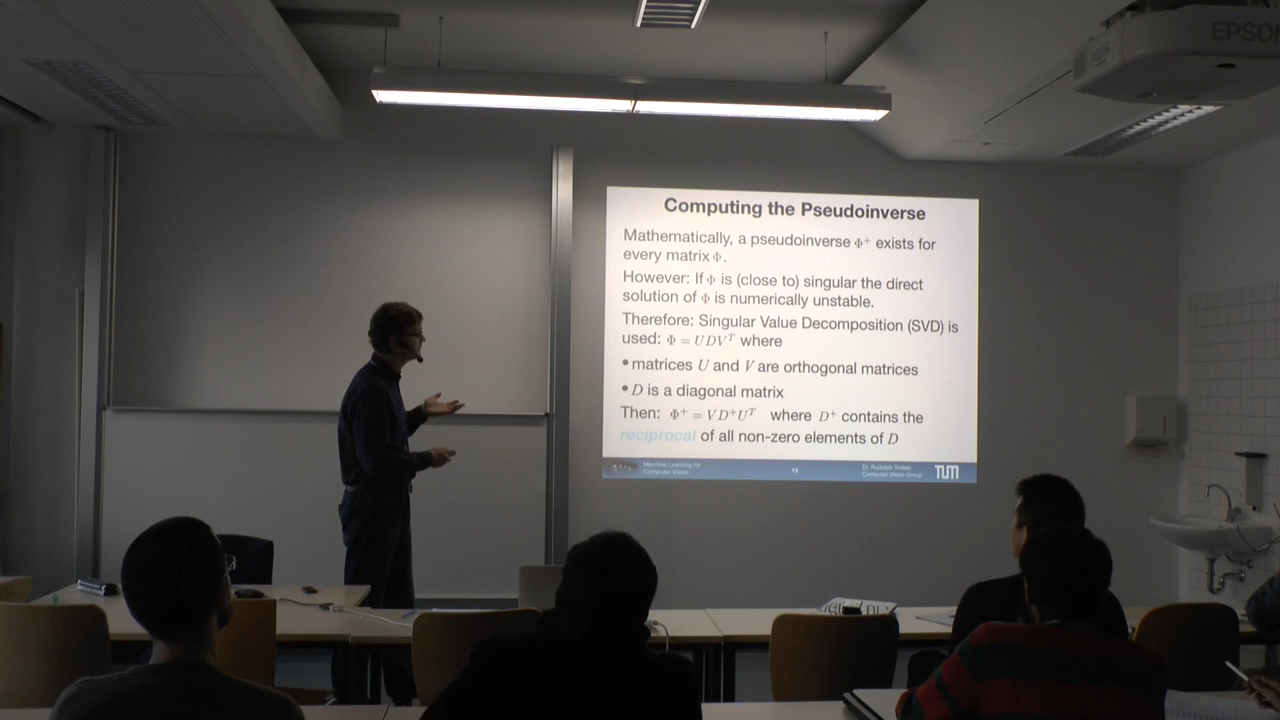 EPSON
Computing the Pseudoinverse
Mathematically, a pseudoinverse Φ⁺ exists for
every matrix Φ.
However: If Φ is (close to) singular the direct
solution of Φ is numerically unstable.
Therefore: Singular Value Decomposition (SVD) is
used: Φ = UDVᵀ where
• matrices U and V are orthogonal matrices
• D is a diagonal matrix
Then: Φ⁺ = VD⁺Uᵀ where D⁺ contains the
reciprocal of all non-zero elements of D
Machine Learning for
Computer Vision
13
Dr. Rudolph Triebel
Computer Vision Group
TUM